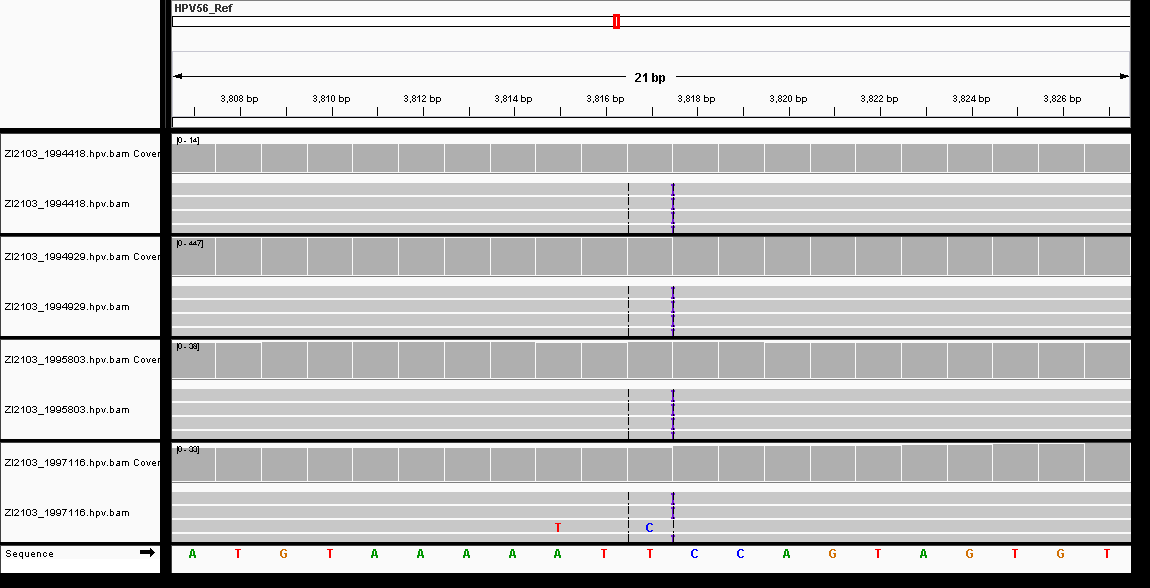 HPV56_Ref
21 bp
3,808 bp 3,810 bp 3,812 bp 3,814 bp 3,816 bp 3,818 bp 3,820 bp 3,822 bp 3,824 bp 3,826 bp
[0 - 14]
ZI2103_1994418.hpv.bam Cover
ZI2103_1994418.hpv.bam
[0 - 447]
ZI2103_1994929.hpv.bam Cover
ZI2103_1994929.hpv.bam
[0 - 38]
ZI2103_1995803.hpv.bam Cover
ZI2103_1995803.hpv.bam
[0 - 33]
ZI2103_1997116.hpv.bam Cover
ZI2103_1997116.hpv.bam
T C
Sequence A T G T A A A A A T T C C A G T A G T G T